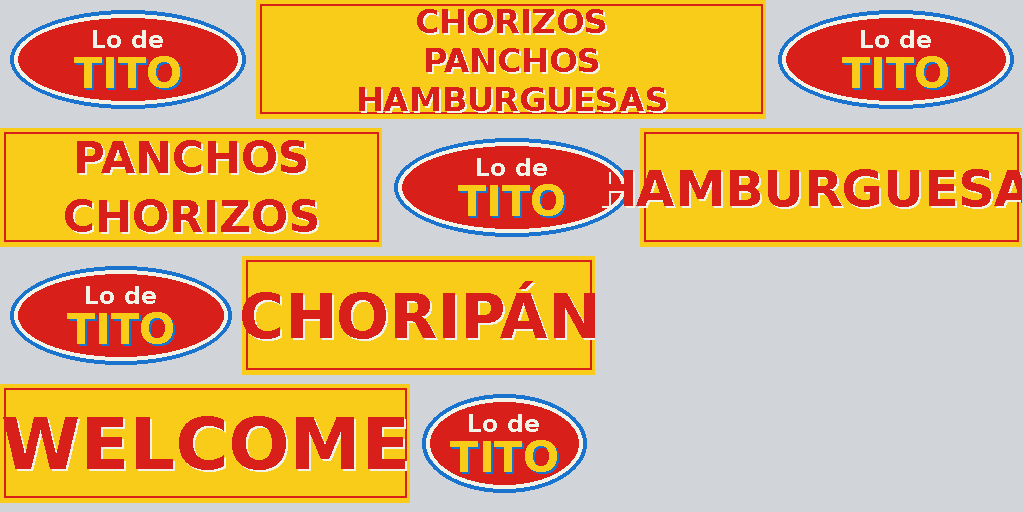 Lo de
TITO
CHORIZOS
PANCHOS
HAMBURGUESAS
Lo de
TITO
PANCHOS
CHORIZOS
Lo de
TITO
HAMBURGUESA
Lo de
TITO
CHORIPÁN
WELCOME
Lo de
TITO